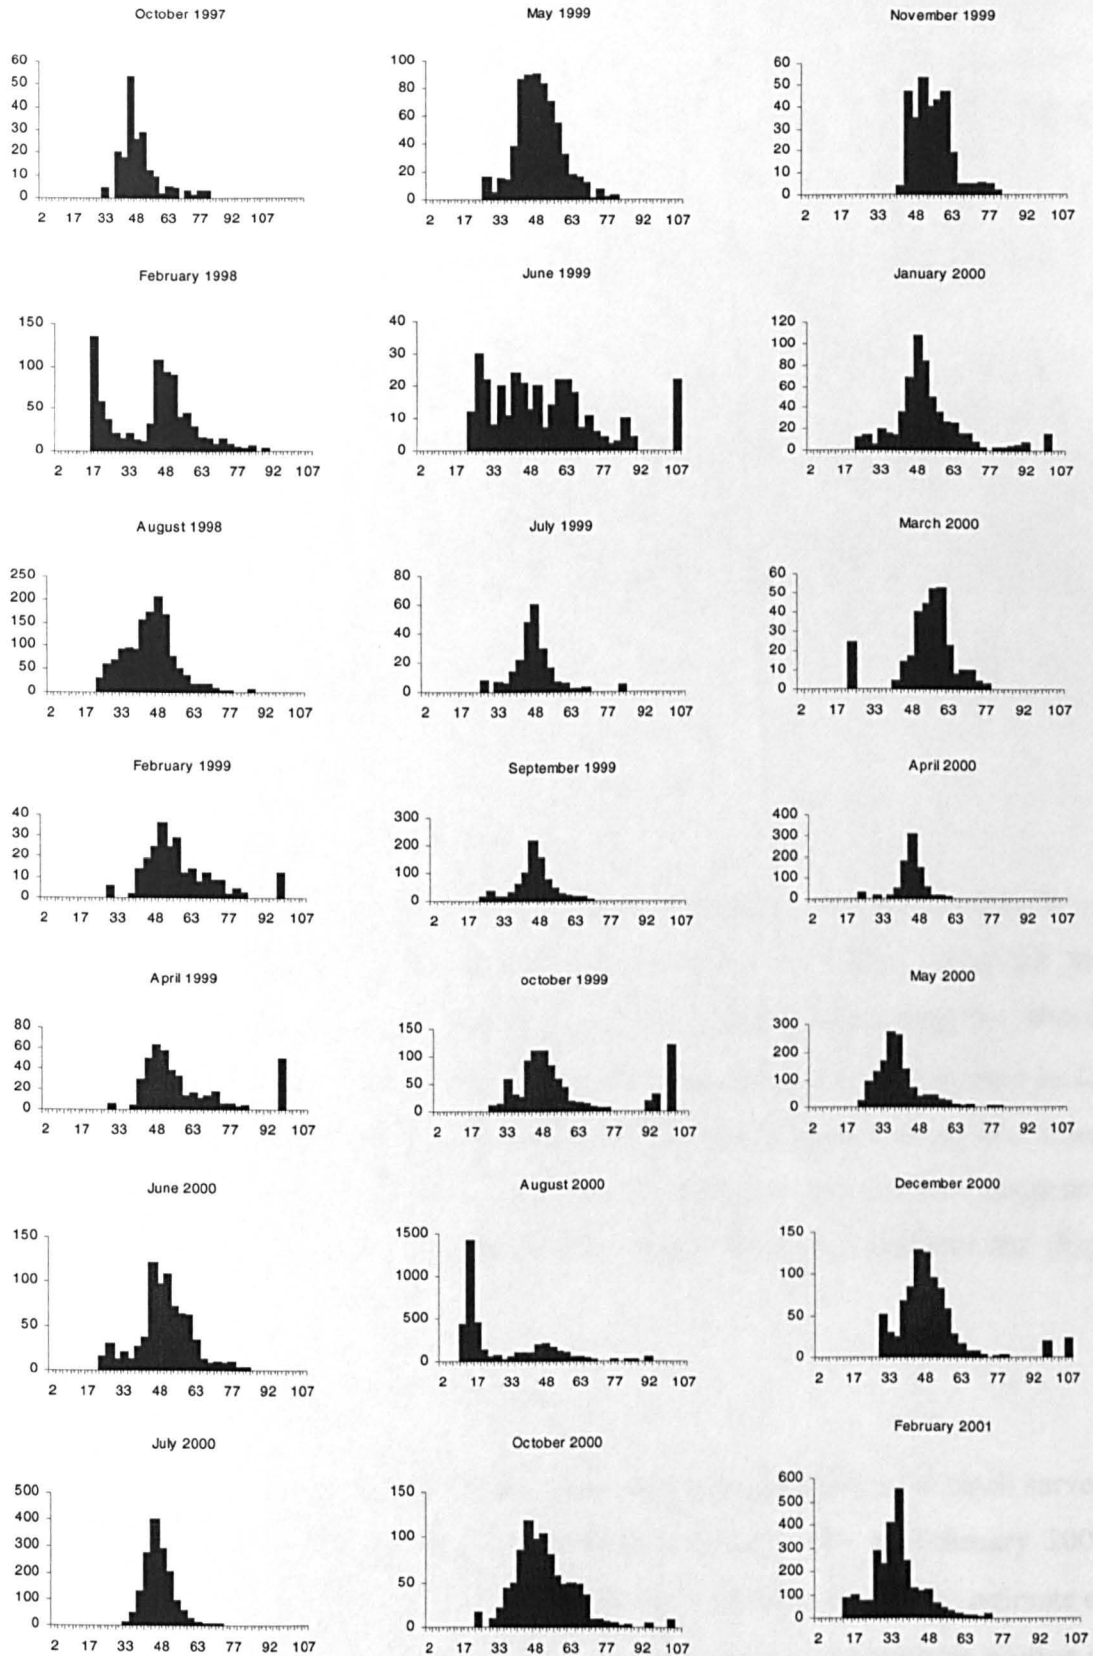 October 1997 May 1999 November 1999
60 100 60
50 80 50
40 60 40
30 40 30
20 20 20
10 0 10
0 0
2 17 33 48 63 77 92 107 2 17 33 48 63 77 92 107 2 17 33 48 63 77 92 107
February 1998 June 1999 January 2000
150 40 120
100 30 100
50 20 80
0 10 60
0 40
20
0
2 17 33 48 63 77 92 107 2 17 33 48 63 77 92 107 2 17 33 48 63 77 92 107
August 1998 July 1999 March 2000
250 80 60
200 60 50
150 40 40
100 20 30
50 0 20
0 10
0
2 17 33 48 63 77 92 107 2 17 33 48 63 77 92 107 2 17 33 48 63 77 92 107
February 1999 September 1999 April 2000
40 300 400
30 200 300
20 100 200
10 0 100
0 0
2 17 33 48 63 77 92 107 2 17 33 48 63 77 92 107 2 17 33 48 63 77 92 107
April 1999 october 1999 May 2000
80 150 300
60 100 200
40 50 100
20 0 0
0
2 17 33 48 63 77 92 107 2 17 33 48 63 77 92 107 2 17 33 48 63 77 92 107
June 2000 August 2000 December 2000
150 1500 150
100 1000 100
50 500 50
0 0 0
2 17 33 48 63 77 92 107 2 17 33 48 63 77 92 107 2 17 33 48 63 77 92 107
July 2000 October 2000 February 2001
500 150 600
400 100 500
300 50 400
200 0 300
100 200
0 100
0
2 17 33 48 63 77 92 107 2 17 33 48 63 77 92 107 2 17 33 48 63 77 92 107